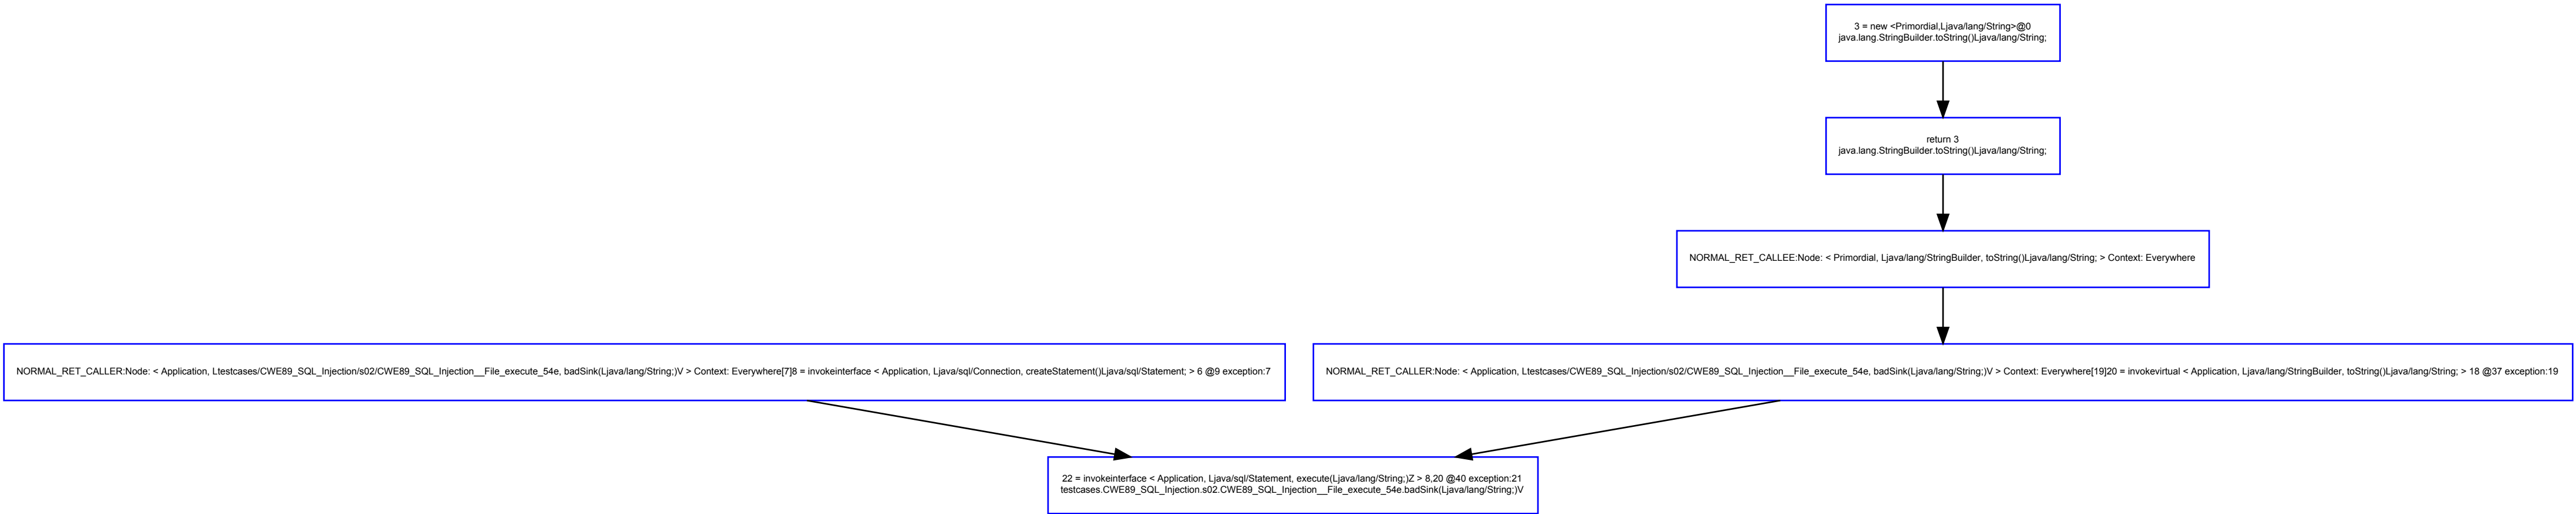 3 = new <Primordial,Ljava/lang/String>@0
java.lang.StringBuilder.toString()Ljava/lang/String;
return 3
java.lang.StringBuilder.toString()Ljava/lang/String;
NORMAL_RET_CALLEE:Node: < Primordial, Ljava/lang/StringBuilder, toString()Ljava/lang/String; > Context: Everywhere
NORMAL_RET_CALLER:Node: < Application, Ltestcases/CWE89_SQL_Injection/s02/CWE89_SQL_Injection__File_execute_54e, badSink(Ljava/lang/String;)V > Context: Everywhere[7]8 = invokeinterface < Application, Ljava/sql/Connection, createStatement()Ljava/sql/Statement; > 6 @9 exception:7
NORMAL_RET_CALLER:Node: < Application, Ltestcases/CWE89_SQL_Injection/s02/CWE89_SQL_Injection__File_execute_54e, badSink(Ljava/lang/String;)V > Context: Everywhere[19]20 = invokevirtual < Application, Ljava/lang/StringBuilder, toString()Ljava/lang/String; > 18 @37 exception:19
22 = invokeinterface < Application, Ljava/sql/Statement, execute(Ljava/lang/String;)Z > 8,20 @40 exception:21
testcases.CWE89_SQL_Injection.s02.CWE89_SQL_Injection__File_execute_54e.badSink(Ljava/lang/String;)V